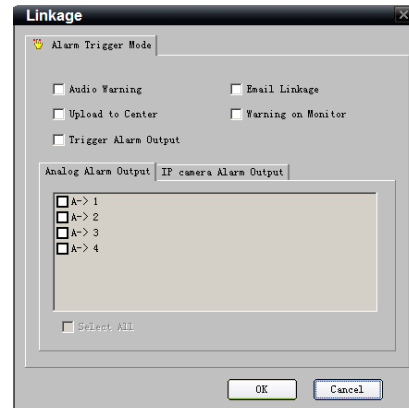 Linkage
Alarm Trigger Mode
Audio Warning Email Linkage
Upload to Center Warning on Monitor
Trigger Alarm Output
Analog Alarm Output IP camera Alarm Output
A-> 1
A-> 2
A-> 3
A-> 4
Select All
OK Cancel